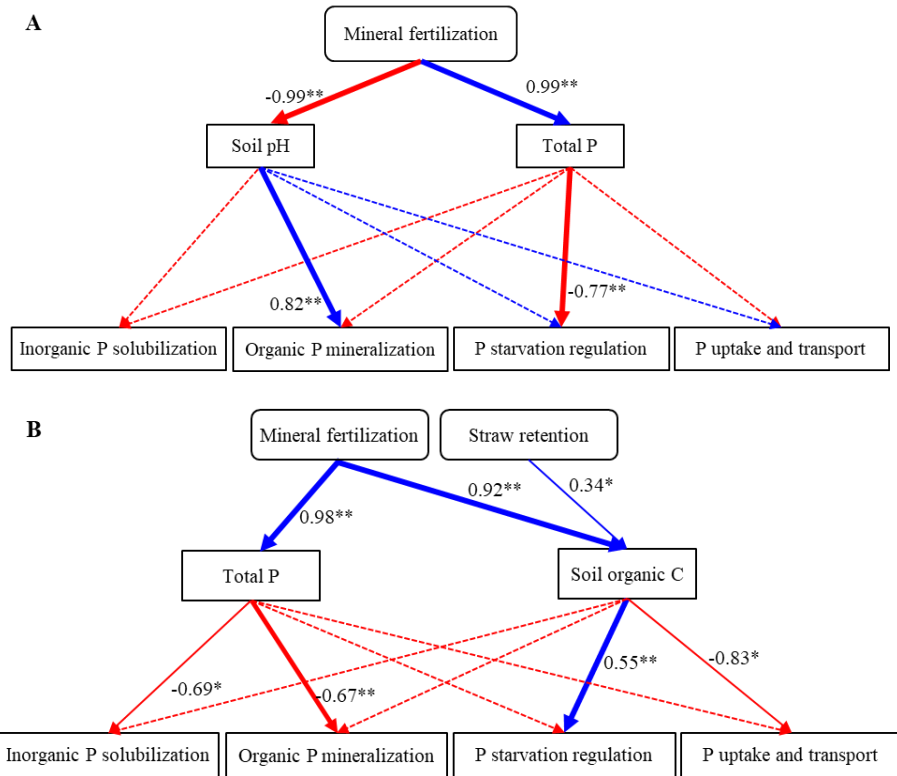 A
Mineral fertilization
-0.99**
0.99**
Soil pH
Total P
0.82**
-0.77**
Inorganic P solubilization
Organic P mineralization
P starvation regulation
P uptake and transport
B
Mineral fertilization
Straw retention
0.98**
0.92**
0.34*
Total P
Soil organic C
-0.69*
-0.67**
0.55**
-0.83*
Inorganic P solubilization
Organic P mineralization
P starvation regulation
P uptake and transport